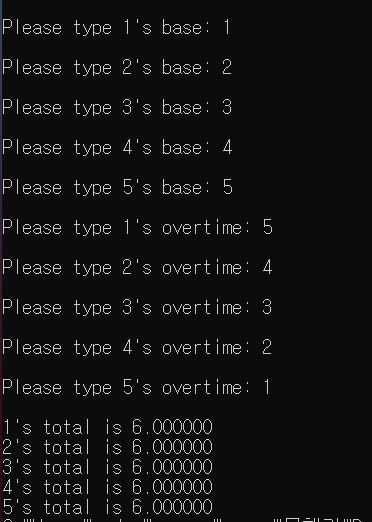 Please type 1's base: 1
Please type 2's base: 2
Please type 3's base: 3
Please type 4's base: 4
Please type 5's base: 5
Please type 1's overtime: 5
Please type 2's overtime: 4
Please type 3's overtime: 3
Please type 4's overtime: 2
Please type 5's overtime: 1
1's total is 6.000000
2's total is 6.000000
3's total is 6.000000
4's total is 6.000000
5's total is 6.000000